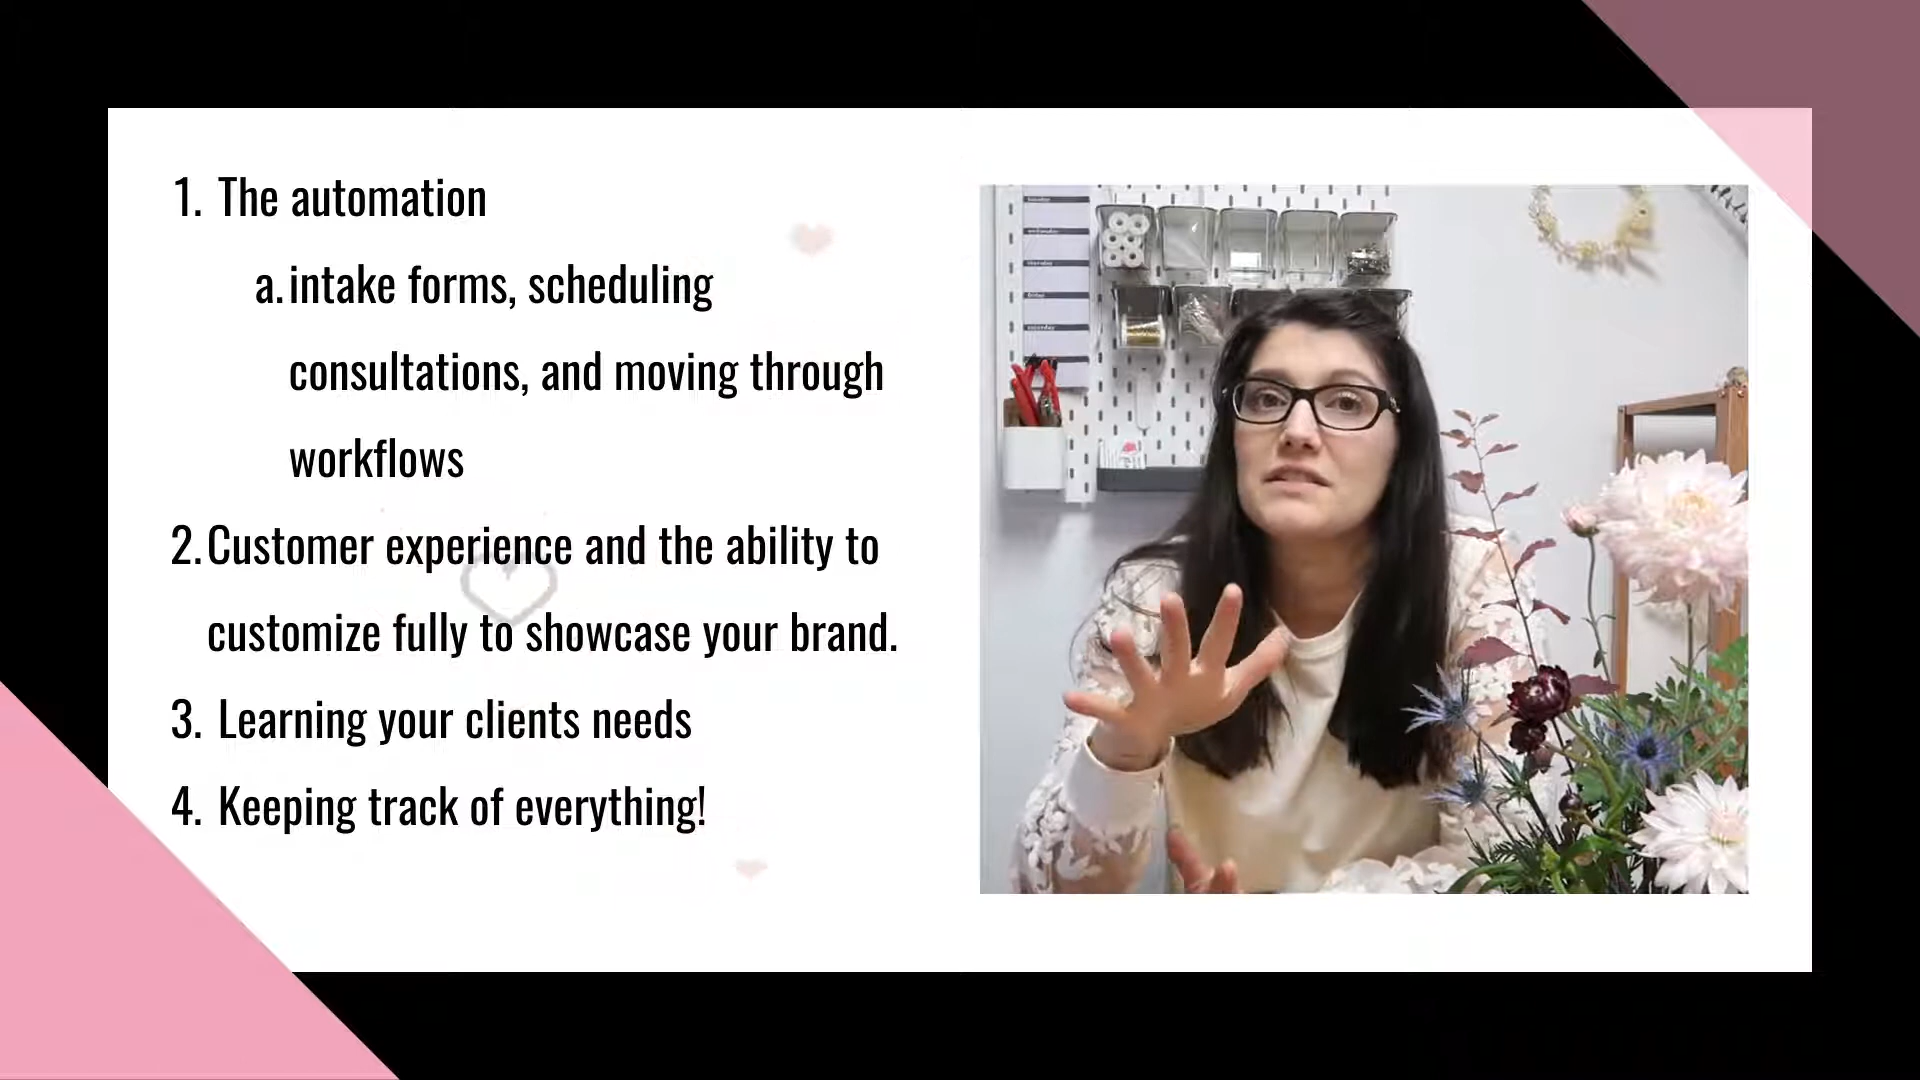 1. The automation
a. intake forms, scheduling
consultations, and moving through
workflows
2. Customer experience and the ability to
customize fully to showcase your brand.
3. Learning your clients needs
4. Keeping track of everything!